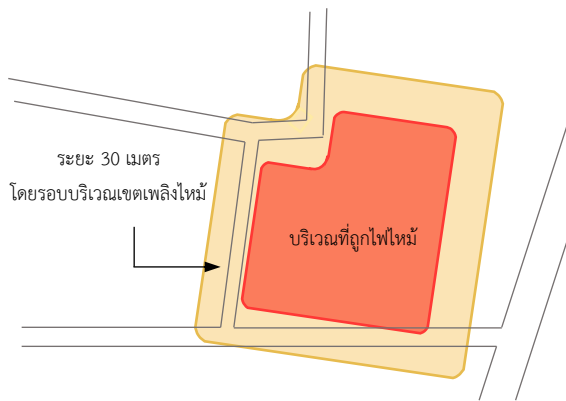 ระยะ 30 เมตร
โดยรอบบริเวณเขตเพลิงไหม้
บริเวณที่ถูกไฟไหม้